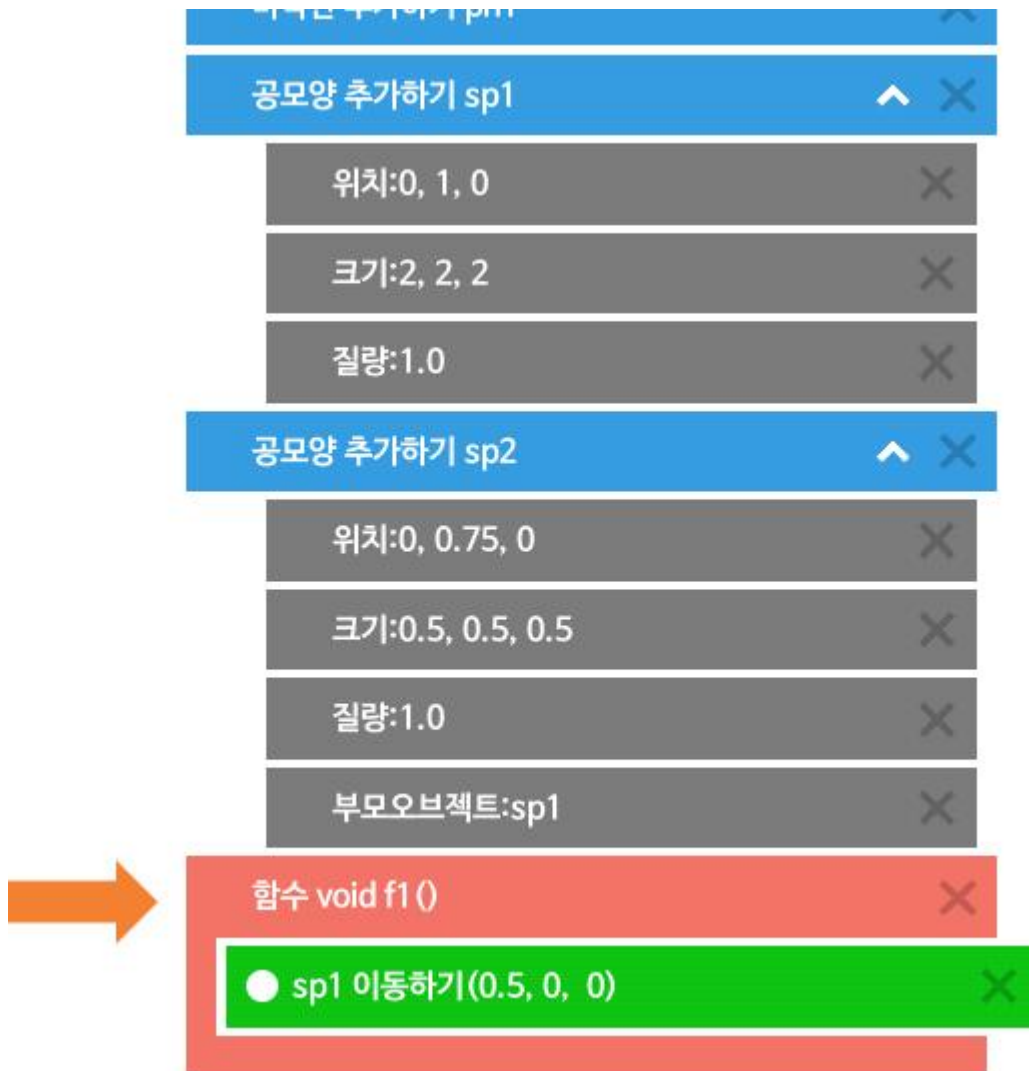 공모양 추가하기 sp1
위치:0, 1, 0
크기:2, 2, 2
질량:1.0
공모양 추가하기 sp2
위치:0, 0.75, 0
크기:0.5, 0.5, 0.5
질량:1.0
부모오브젝트:sp1
함수 void f1()
sp1 이동하기(0.5, 0, 0)